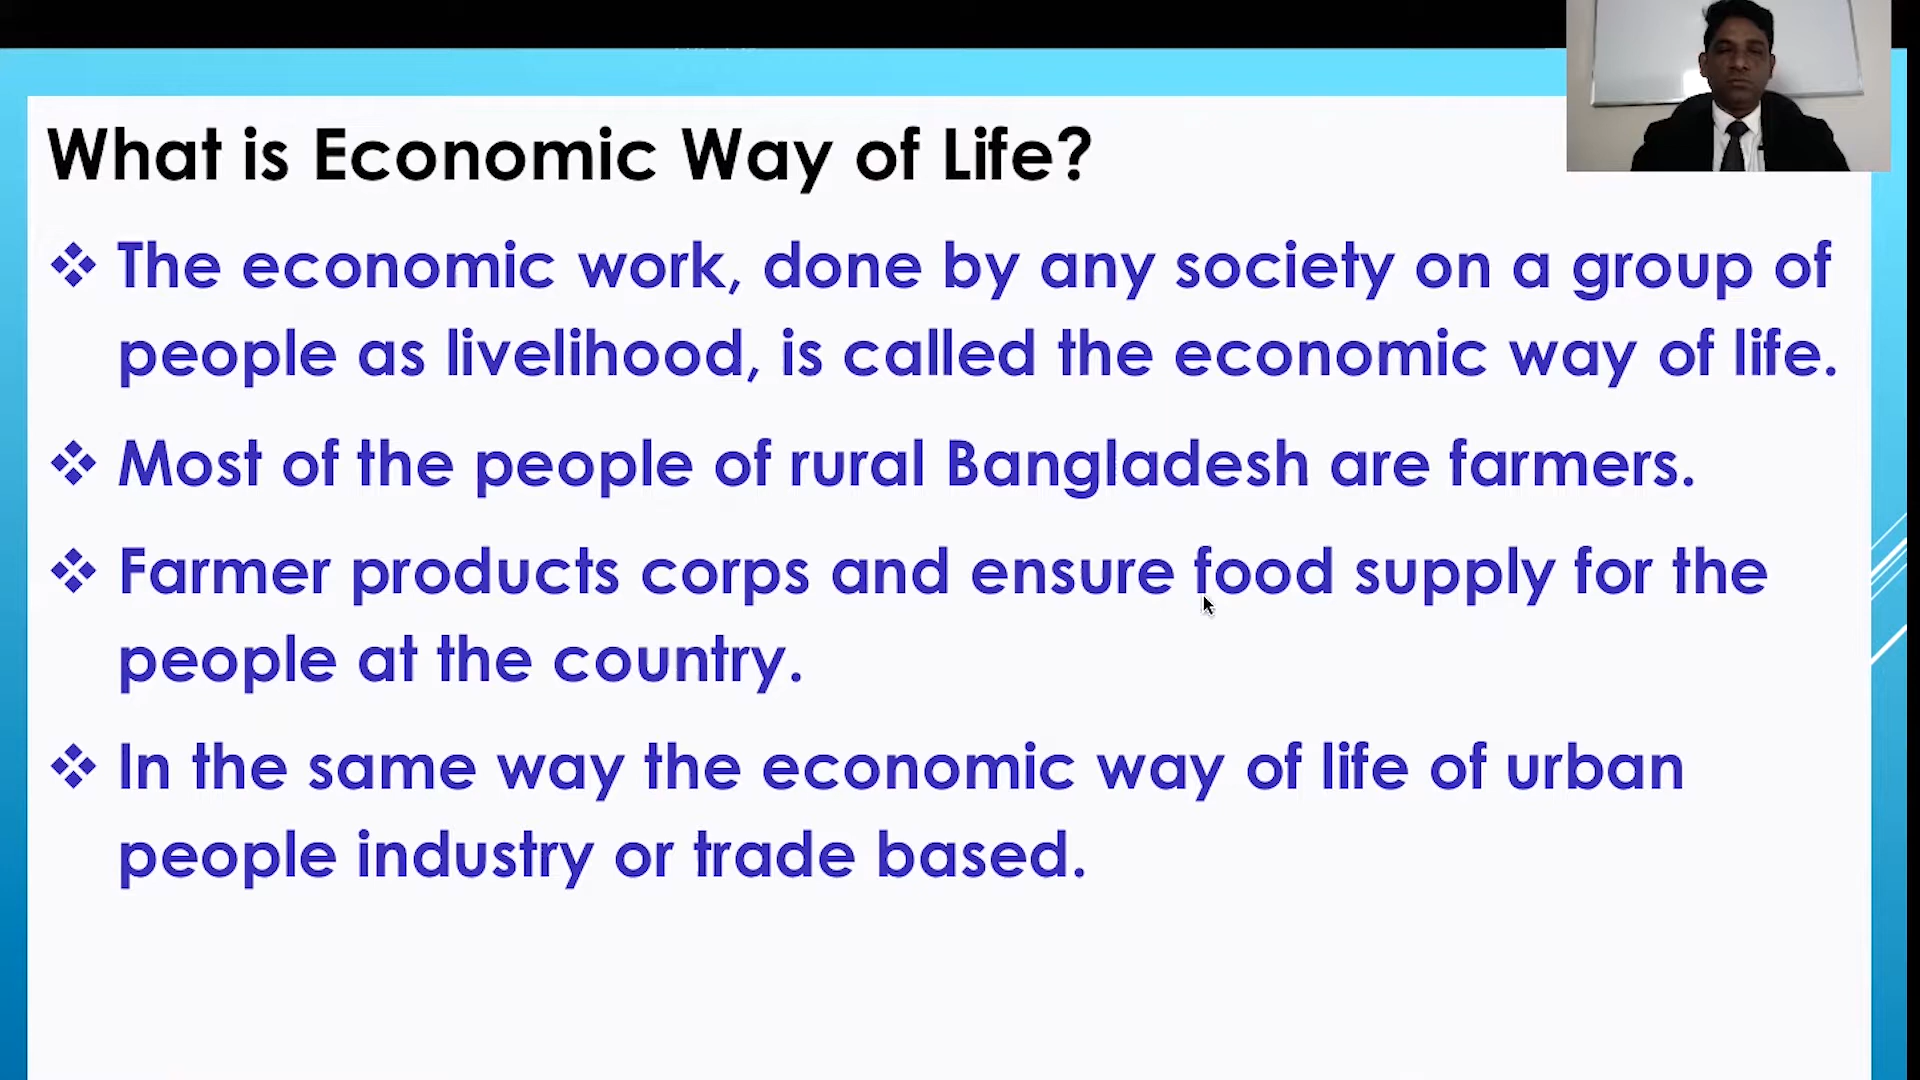 What is Economic Way of Life?
❖ The economic work, done by any society on a group of
people as livelihood, is called the economic way of life.
❖ Most of the people of rural Bangladesh are farmers.
❖ Farmer products corps and ensure food supply for the
people at the country.
❖ In the same way the economic way of life of urban
people industry or trade based.